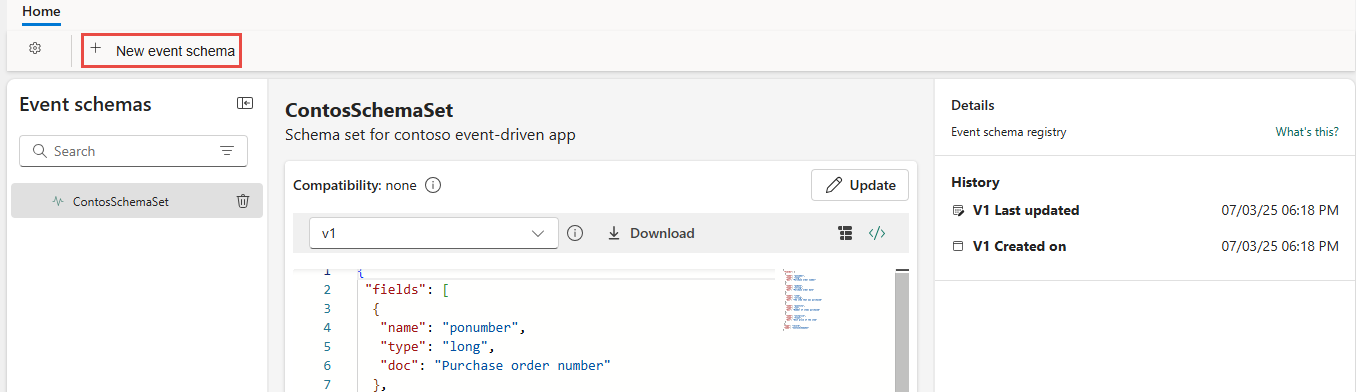 Home
+ New event schema
Event schemas
Search
ContosSchemaSet
ContosSchemaSet
Schema set for contoso event-driven app
Compatibility: none
Update
v1
Download
</>
1 {
2 "fields": [
3 {
4 "name": "ponumber",
5 "type": "long",
6 "doc": "Purchase order number"
7 },
Details
Event schema registry What's this?
History
V1 Last updated 07/03/25 06:18 PM
V1 Created on 07/03/25 06:18 PM